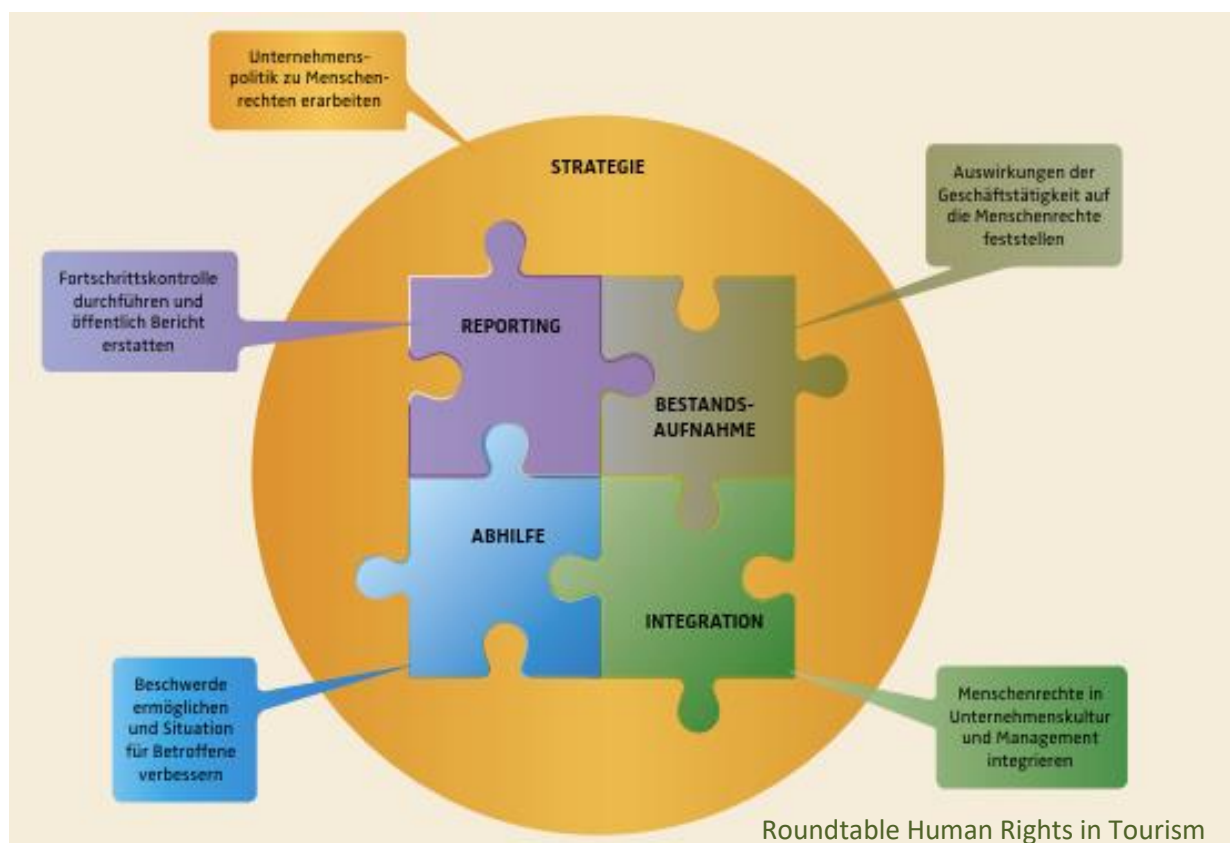 Unternehmens-
politik zu Menschen-
rechten erarbeiten
STRATEGIE
Auswirkungen der
Geschäftstätigkeit auf
die Menschenrechte
feststellen
Fortschrittskontrolle
durchführen und
öffentlich Bericht
erstatten
REPORTING
BESTANDS-
AUFNAHME
ABHILFE
INTEGRATION
Beschwerde
ermöglichen
und Situation
für Betroffene
verbessern
Menschenrechte in
Unternehmenskultur
und Management
integrieren
Roundtable Human Rights in Tourism